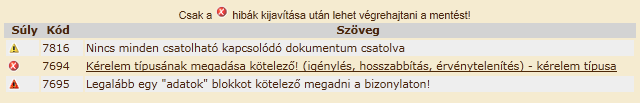 Csak a hibák kijavítása után lehet végrehajtani a mentést!
Súly Kód Szöveg
7816 Nincs minden csatolható kapcsolódó dokumentum csatolva
7694 Kérelem típusának megadása kötelező! (igénylés, hosszabbítás, érvénytelenítés) - kérelem típusa
7695 Legalább egy "adatok" blokkot kötelező megadni a bizonylaton!